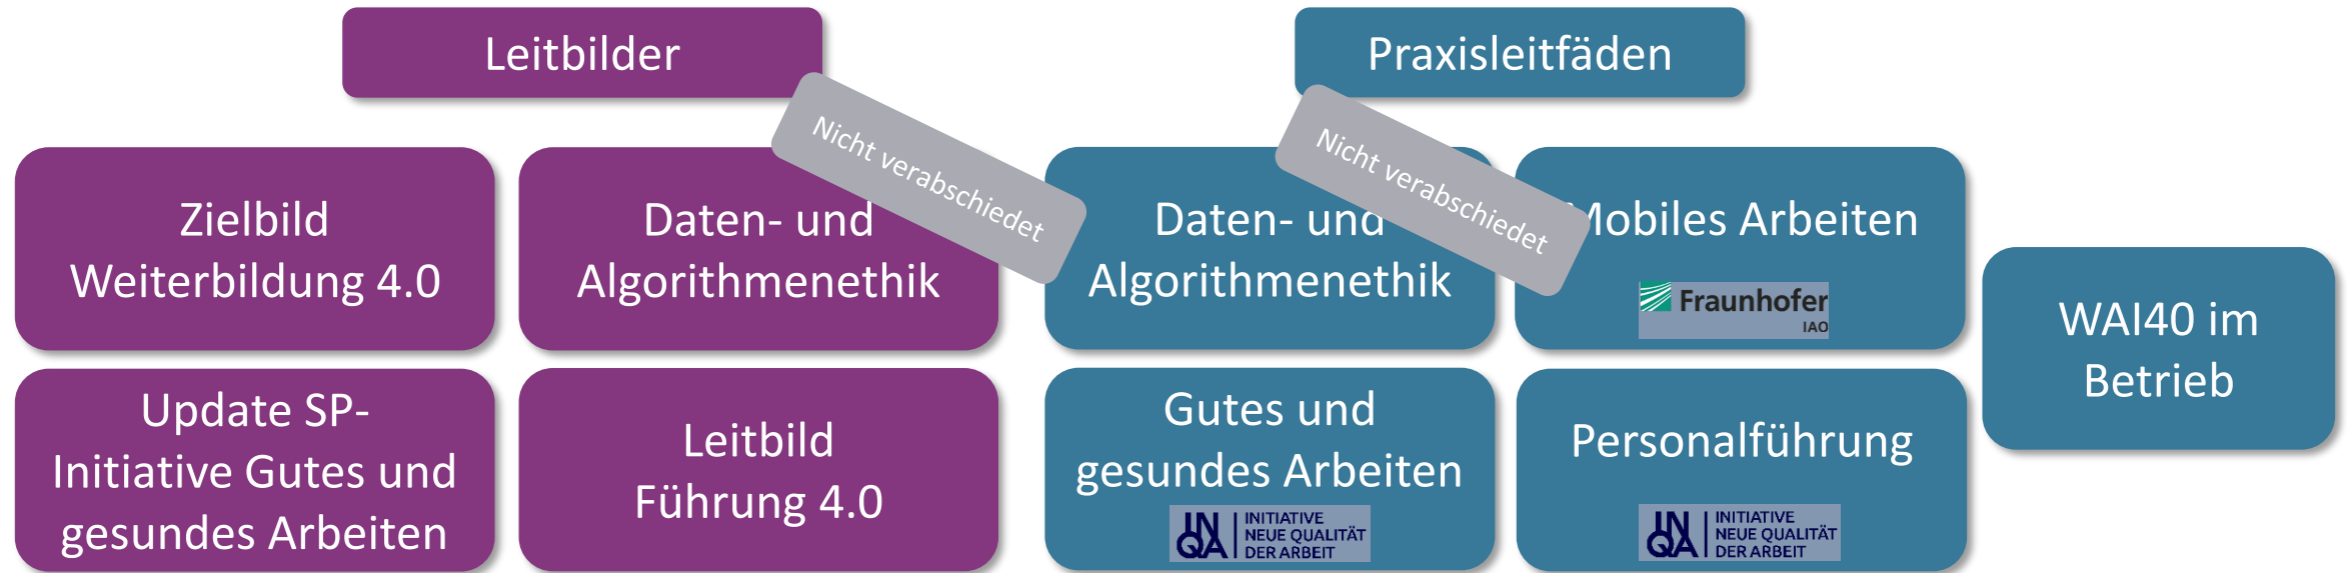 Leitbilder
Praxisleitfäden
Nicht verabschiedet
Nicht verabschiedet
Zielbild
Weiterbildung 4.0
Daten- und
Algorithmenethik
Daten- und
Algorithmenethik
Mobiles Arbeiten
Fraunhofer
IAO
WAI40 im
Betrieb
Update SP-
Initiative Gutes und
gesundes Arbeiten
Leitbild
Führung 4.0
Gutes und
gesundes Arbeiten
INQA
INITIATIVE
NEUE QUALITÄT
DER ARBEIT
Personalführung
INQA
INITIATIVE
NEUE QUALITÄT
DER ARBEIT